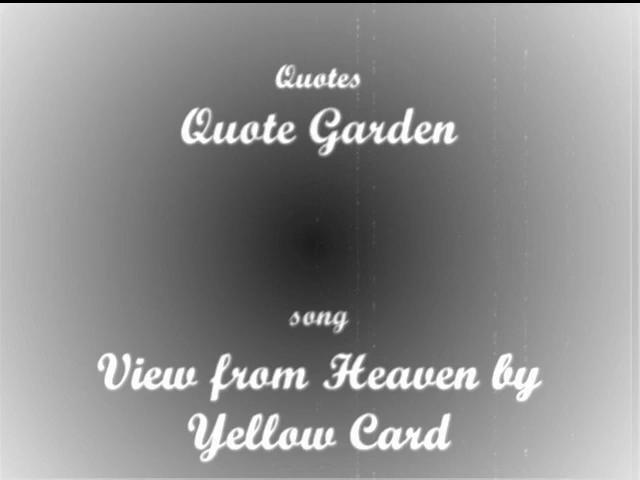 Quotes
Quote Garden
song
View from Heaven by
Yellow Card